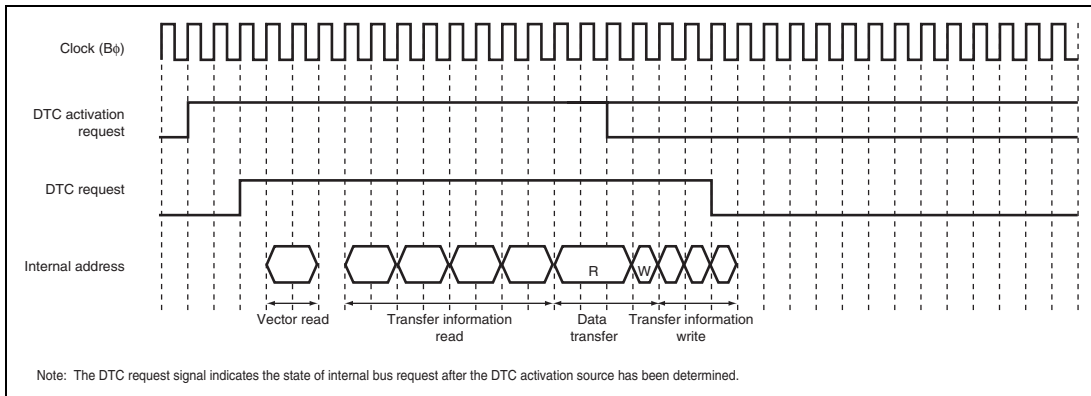 Clock (Bϕ)
DTC activation
request
DTC request
Internal address
R
W
Vector read
Transfer information
read
Data
transfer
Transfer information
write
Note: The DTC request signal indicates the state of internal bus request after the DTC activation source has been determined.